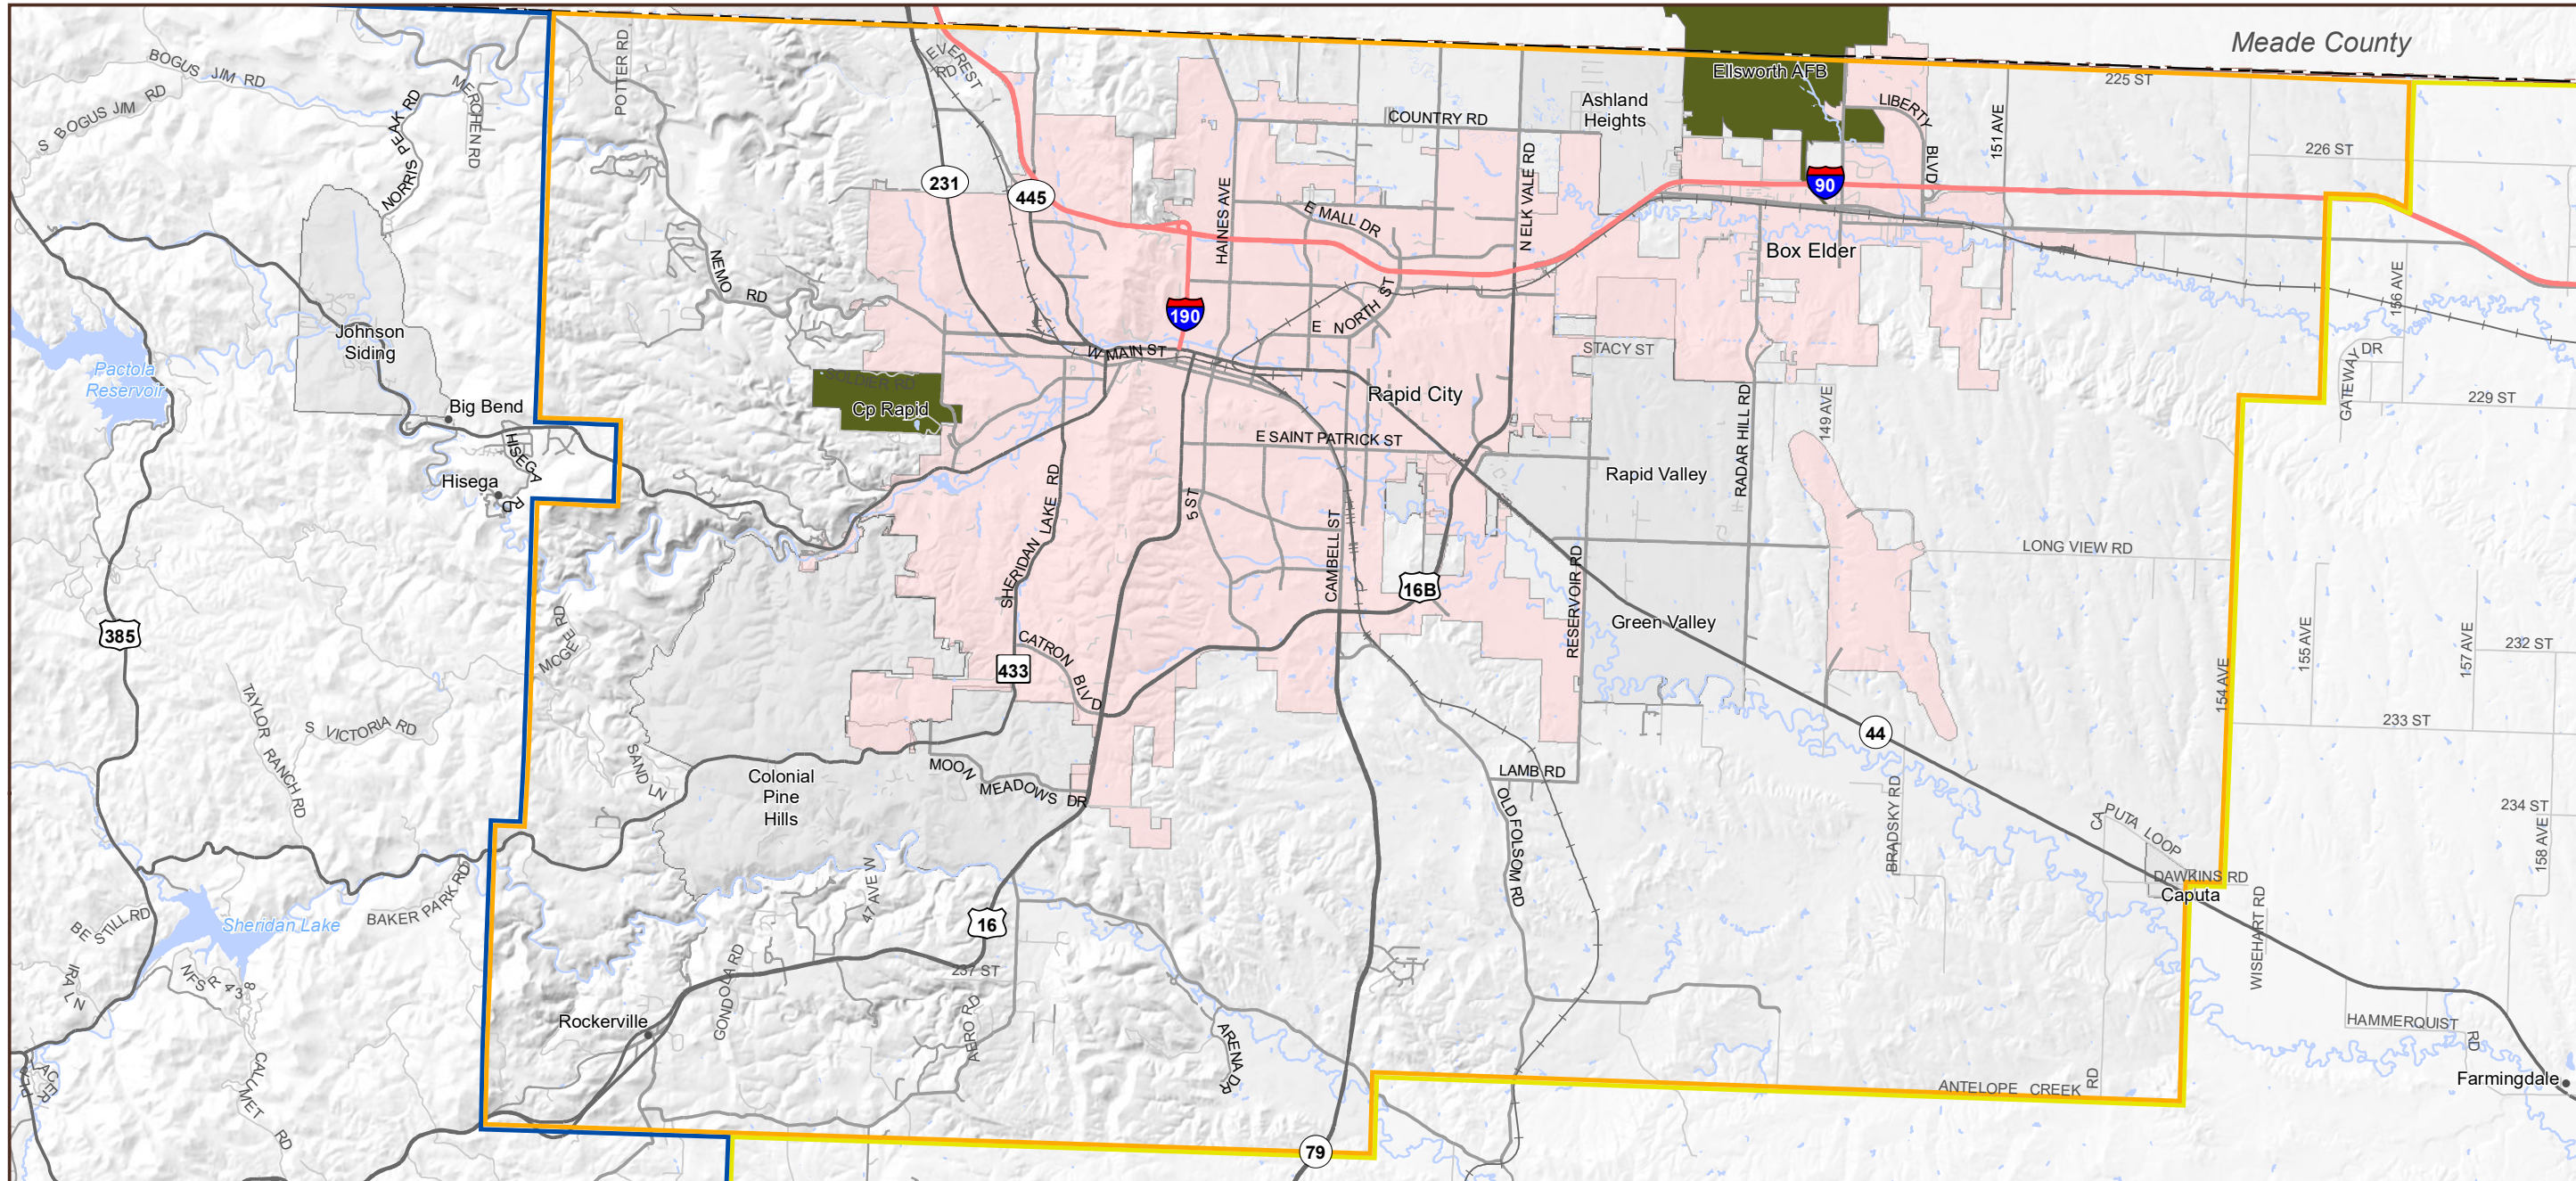 Meade County
BOGUS JIM RD
S BOGUS JIM RD
MERCHEN RD
NORRIS PEAK RD
POTTER RD
EVEREST
RD
Ellsworth AFB
225 ST
226 ST
LIBERTY BLVD
151 AVE
Ashland
Heights
COUNTRY RD
231
445
90
HAINES AVE
N ELK VALE RD
E MALL DR
Box Elder
NEMO RD
156 AVE
190
E NORTH ST
Johnson
Siding
W MAIN ST
STACY ST
GATEWAY DR
Pactola
Reservoir
SOLDIER RD
Cp Rapid
Rapid City
RADAR HILL RD
149 AVE
229 ST
Big Bend
HISEGA RD
Hisega
E SAINT PATRICK ST
Rapid Valley
SHERIDAN LAKE RD
5 ST
CAMBELL ST
RESERVOIR RD
LONG VIEW RD
16B
385
MCGEE RD
Green Valley
155 AVE
157 AVE
232 ST
CATRON BLVD
433
154 AVE
TAYLOR RANCH RD
S VICTORIA RD
SAND LN
233 ST
44
Colonial
Pine
Hills
MOON MEADOWS DR
LAMB RD
OLD FOLSOM RD
BRADSKY RD
CAPUTA LOOP
234 ST
158 AVE
DAWKINS RD
Caputa
WISEHART RD
BAKER PARK RD
BE STILL RD
Sheridan Lake
47 AVE W
16
IRA LN
NFSR 438
237 ST
GONDOLA RD
Rockerville
AERO RD
ARENA DR
HAMMERQUIST RD
CALUMET RD
PLACER
ANTELOPE CREEK RD
Farmingdale
79